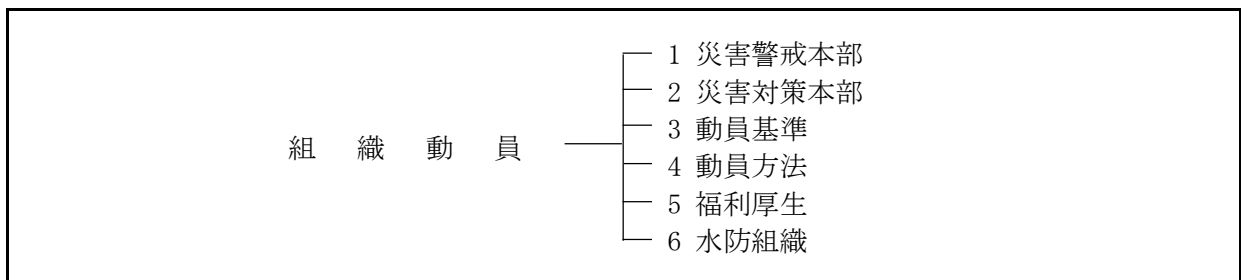 1 災害警戒本部
2 災害対策本部
3 動員基準
組織動員
4 動員方法
5 福利厚生
6 水防組織